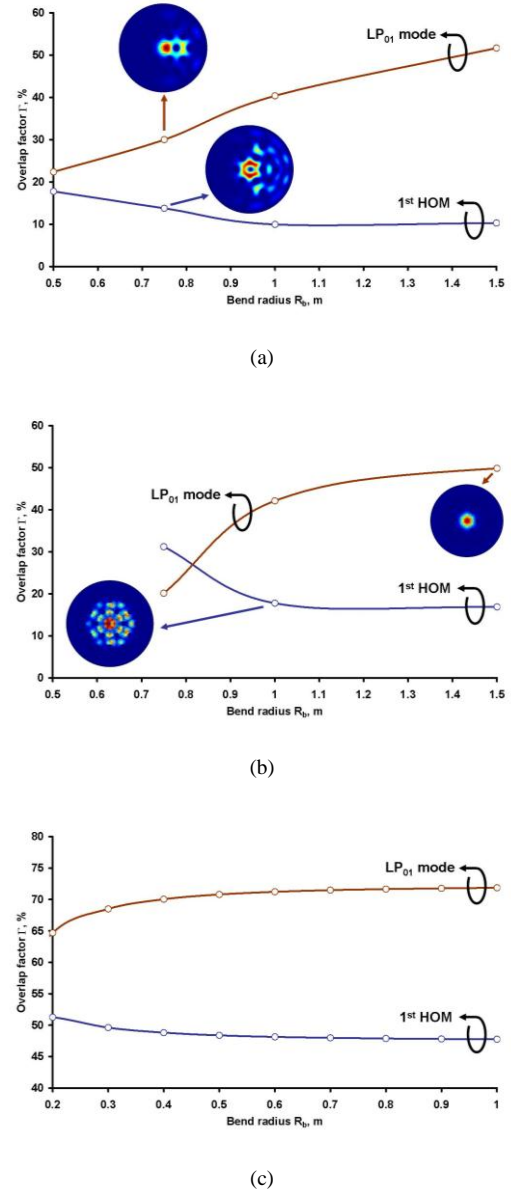 60
50
40
30
20
10
0
Overlap factor Γ, %
LP01 mode
1st HOM
0.5 0.6 0.7 0.8 0.9 1 1.1 1.2 1.3 1.4 1.5
Bend radius Rb, m
(a)
60
50
40
30
20
10
0
Overlap factor Γ, %
LP01 mode
1st HOM
0.5 0.6 0.7 0.8 0.9 1 1.1 1.2 1.3 1.4 1.5
Bend radius Rb, m
(b)
80
75
70
65
60
55
50
45
40
Overlap factor Γ, %
LP01 mode
1st HOM
0.2 0.3 0.4 0.5 0.6 0.7 0.8 0.9 1
Bend radius Rb, m
(c)